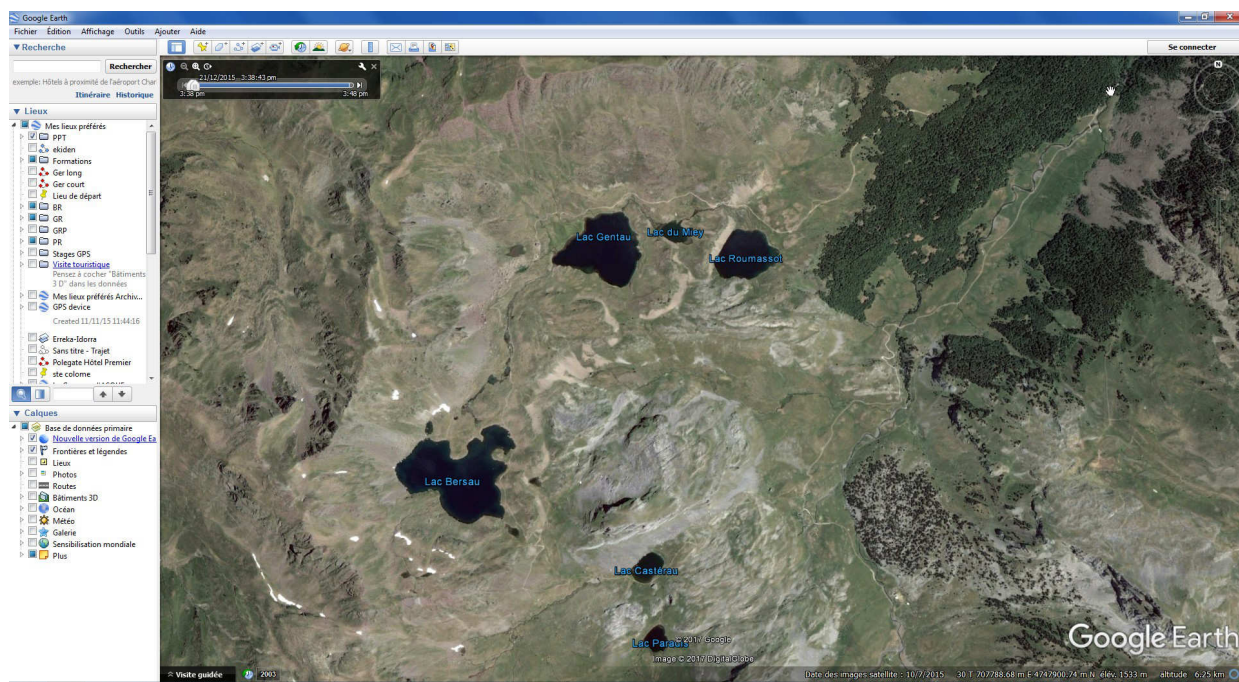 Google Earth
Fichier Édition Affichage Outils Ajouter Aide
Recherche
Se connecter
Rechercher
exemple: Hôtels à proximité de l'aéroport Char
Itinéraire Historique
21/12/2015 3:38:43 pm
3:38 pm 3:48 pm
Lieux
Mes lieux préférés
PPT
ekiden
Formations
Ger long
Ger court
Lieu de départ
BR
GR
GRP
PR
Stages GPS
Visite touristique
Pensez à cocher "Bâtiments
3 D" dans les données
Mes lieux préférés Archiv...
GPS device
Created 11/11/15 11:44:16
Erreka-Idorra
Sans titre - Trajet
Polegate Hôtel Premier
ste colome
Calques
Base de données primaire
Nouvelle version de Google Ea
Frontières et légendes
Lieux
Photos
Routes
Bâtiments 3D
Océan
Météo
Galerie
Sensibilisation mondiale
Plus
N
Lac Gentau
Lac du Miey
Lac Roumassot
Lac Bersau
Lac Castérau
Lac Paradis
© 2017 Google
Image © 2017 DigitalGlobe
Google Earth
Visite guidée
2003
Date des images satellite : 10/7/2015 30 T 707788.68 m E 4747900.74 m N élév. 1533 m altitude 6.25 km